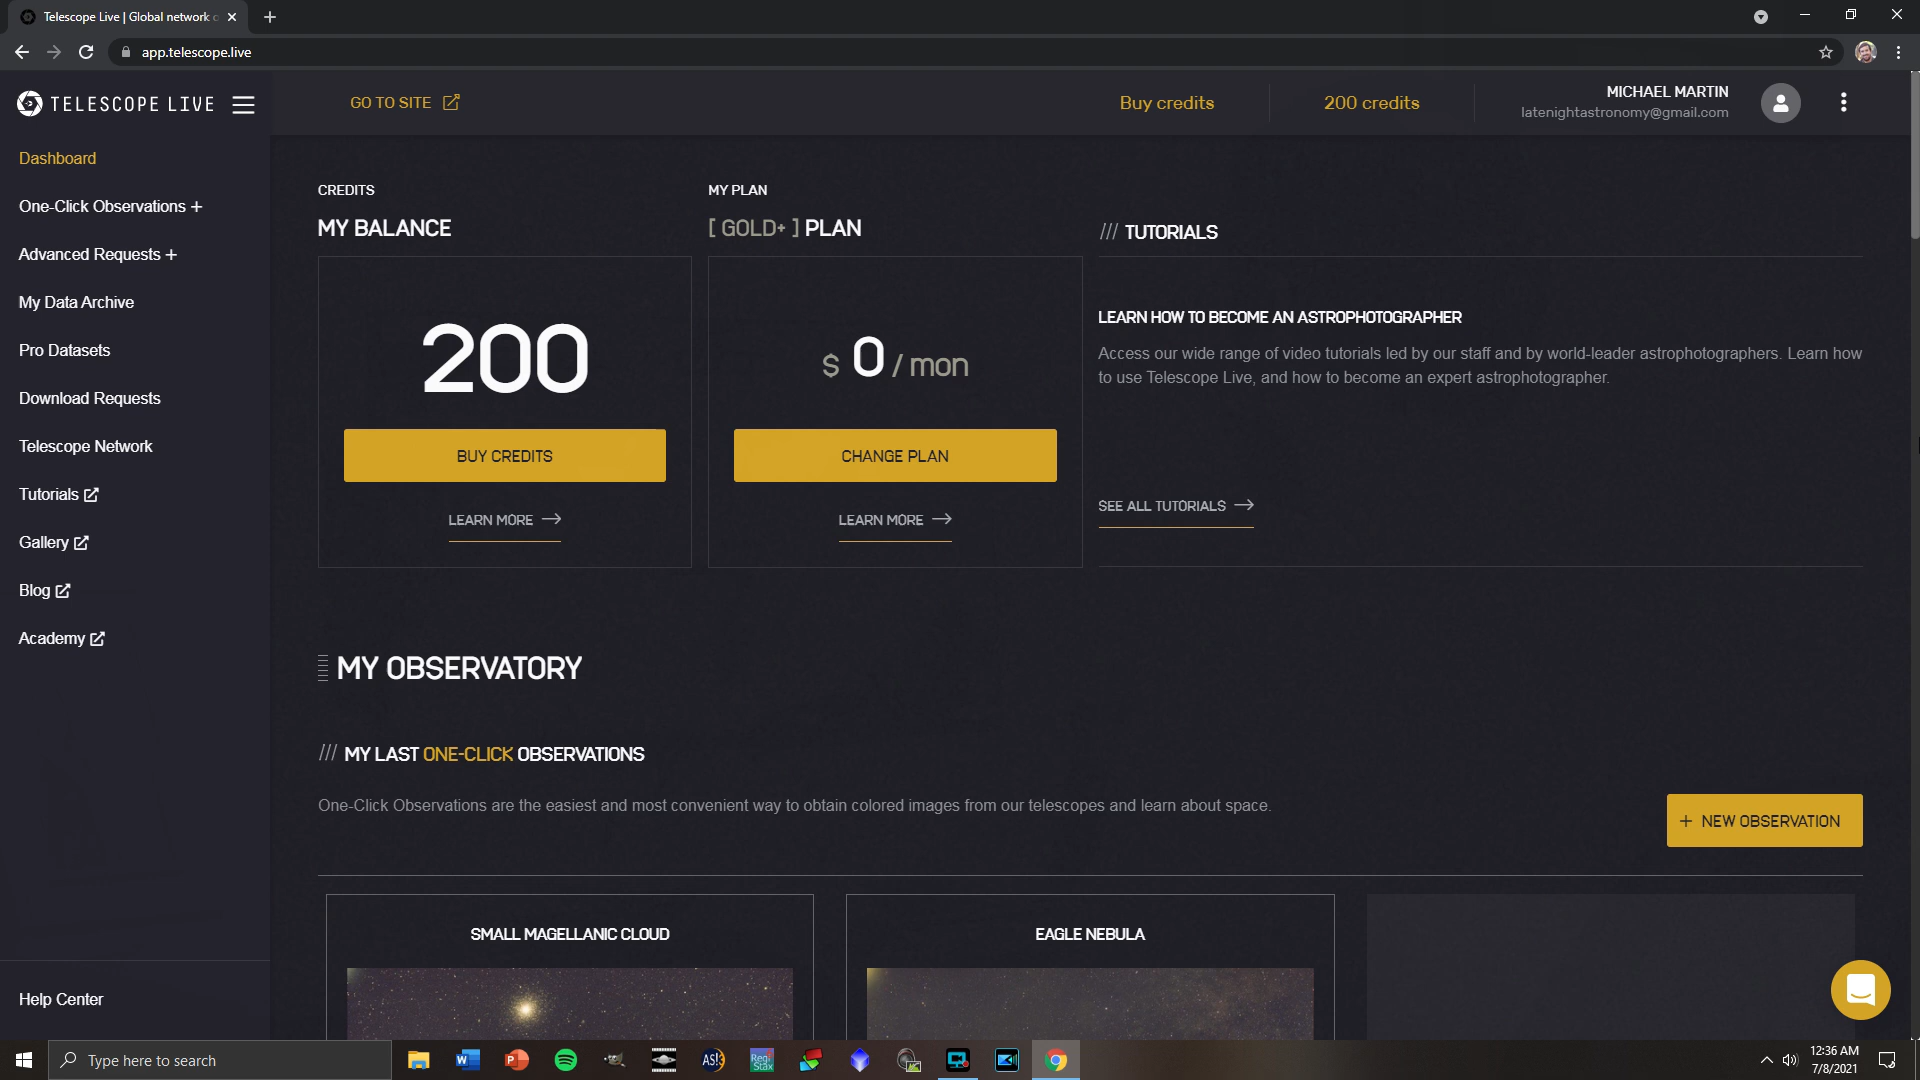 Telescope Live | Global network o
app.telescope.live
TELESCOPE LIVE
GO TO SITE
Buy credits
200 credits
MICHAEL MARTIN
latenightastronomy@gmail.com
Dashboard
One-Click Observations +
Advanced Requests +
My Data Archive
Pro Datasets
Download Requests
Telescope Network
Tutorials
Gallery
Blog
Academy
Help Center
CREDITS
MY BALANCE
200
BUY CREDITS
LEARN MORE
MY PLAN
[ GOLD+ ] PLAN
$ 0 / mon
CHANGE PLAN
LEARN MORE
/// TUTORIALS
LEARN HOW TO BECOME AN ASTROPHOTOGRAPHER
Access our wide range of video tutorials led by our staff and by world-leader astrophotographers. Learn how
to use Telescope Live, and how to become an expert astrophotographer.
SEE ALL TUTORIALS
MY OBSERVATORY
/// MY LAST ONE-CLICK OBSERVATIONS
One-Click Observations are the easiest and most convenient way to obtain colored images from our telescopes and learn about space.
+ NEW OBSERVATION
SMALL MAGELLANIC CLOUD
EAGLE NEBULA
Type here to search
AS!3
Regi
Stax
12:36 AM
7/8/2021